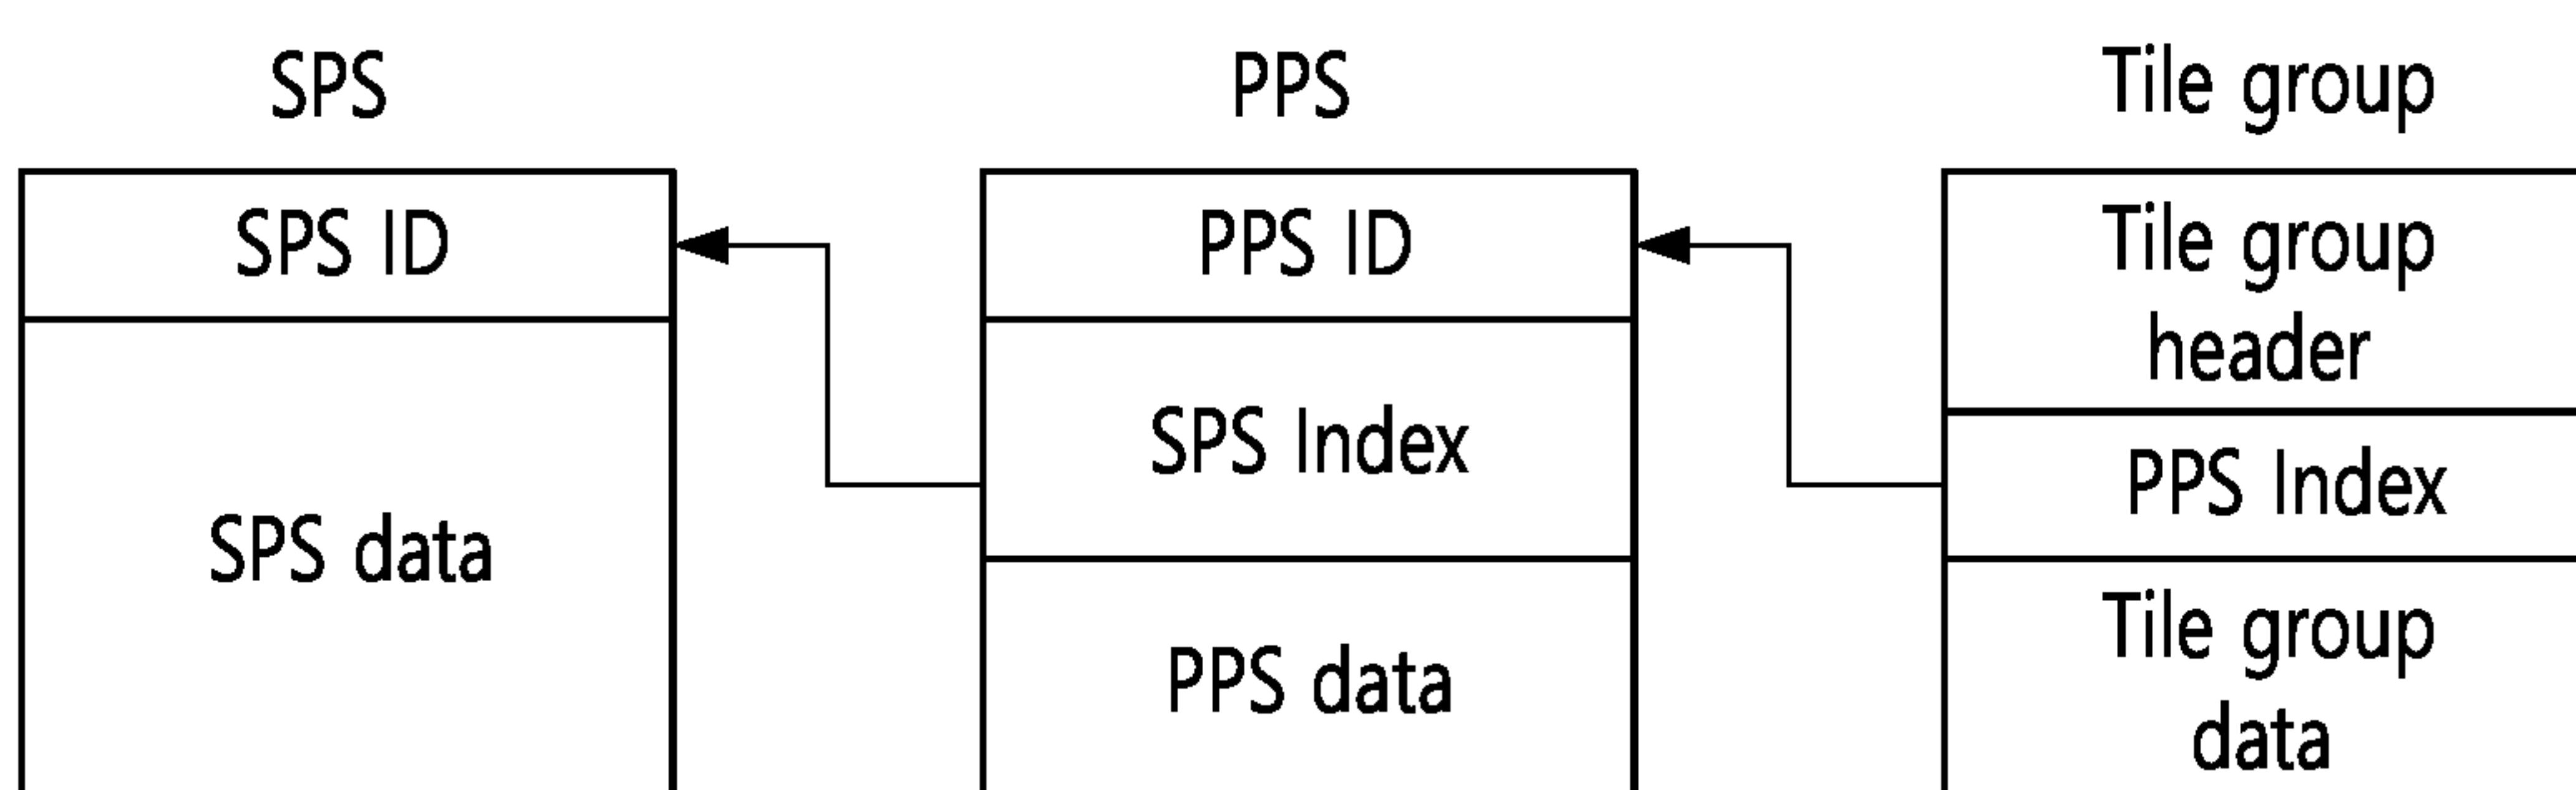 SPS
SPS ID
SPS data
PPS
PPS ID
SPS Index
PPS data
Tile group
Tile group
header
PPS Index
Tile group
data